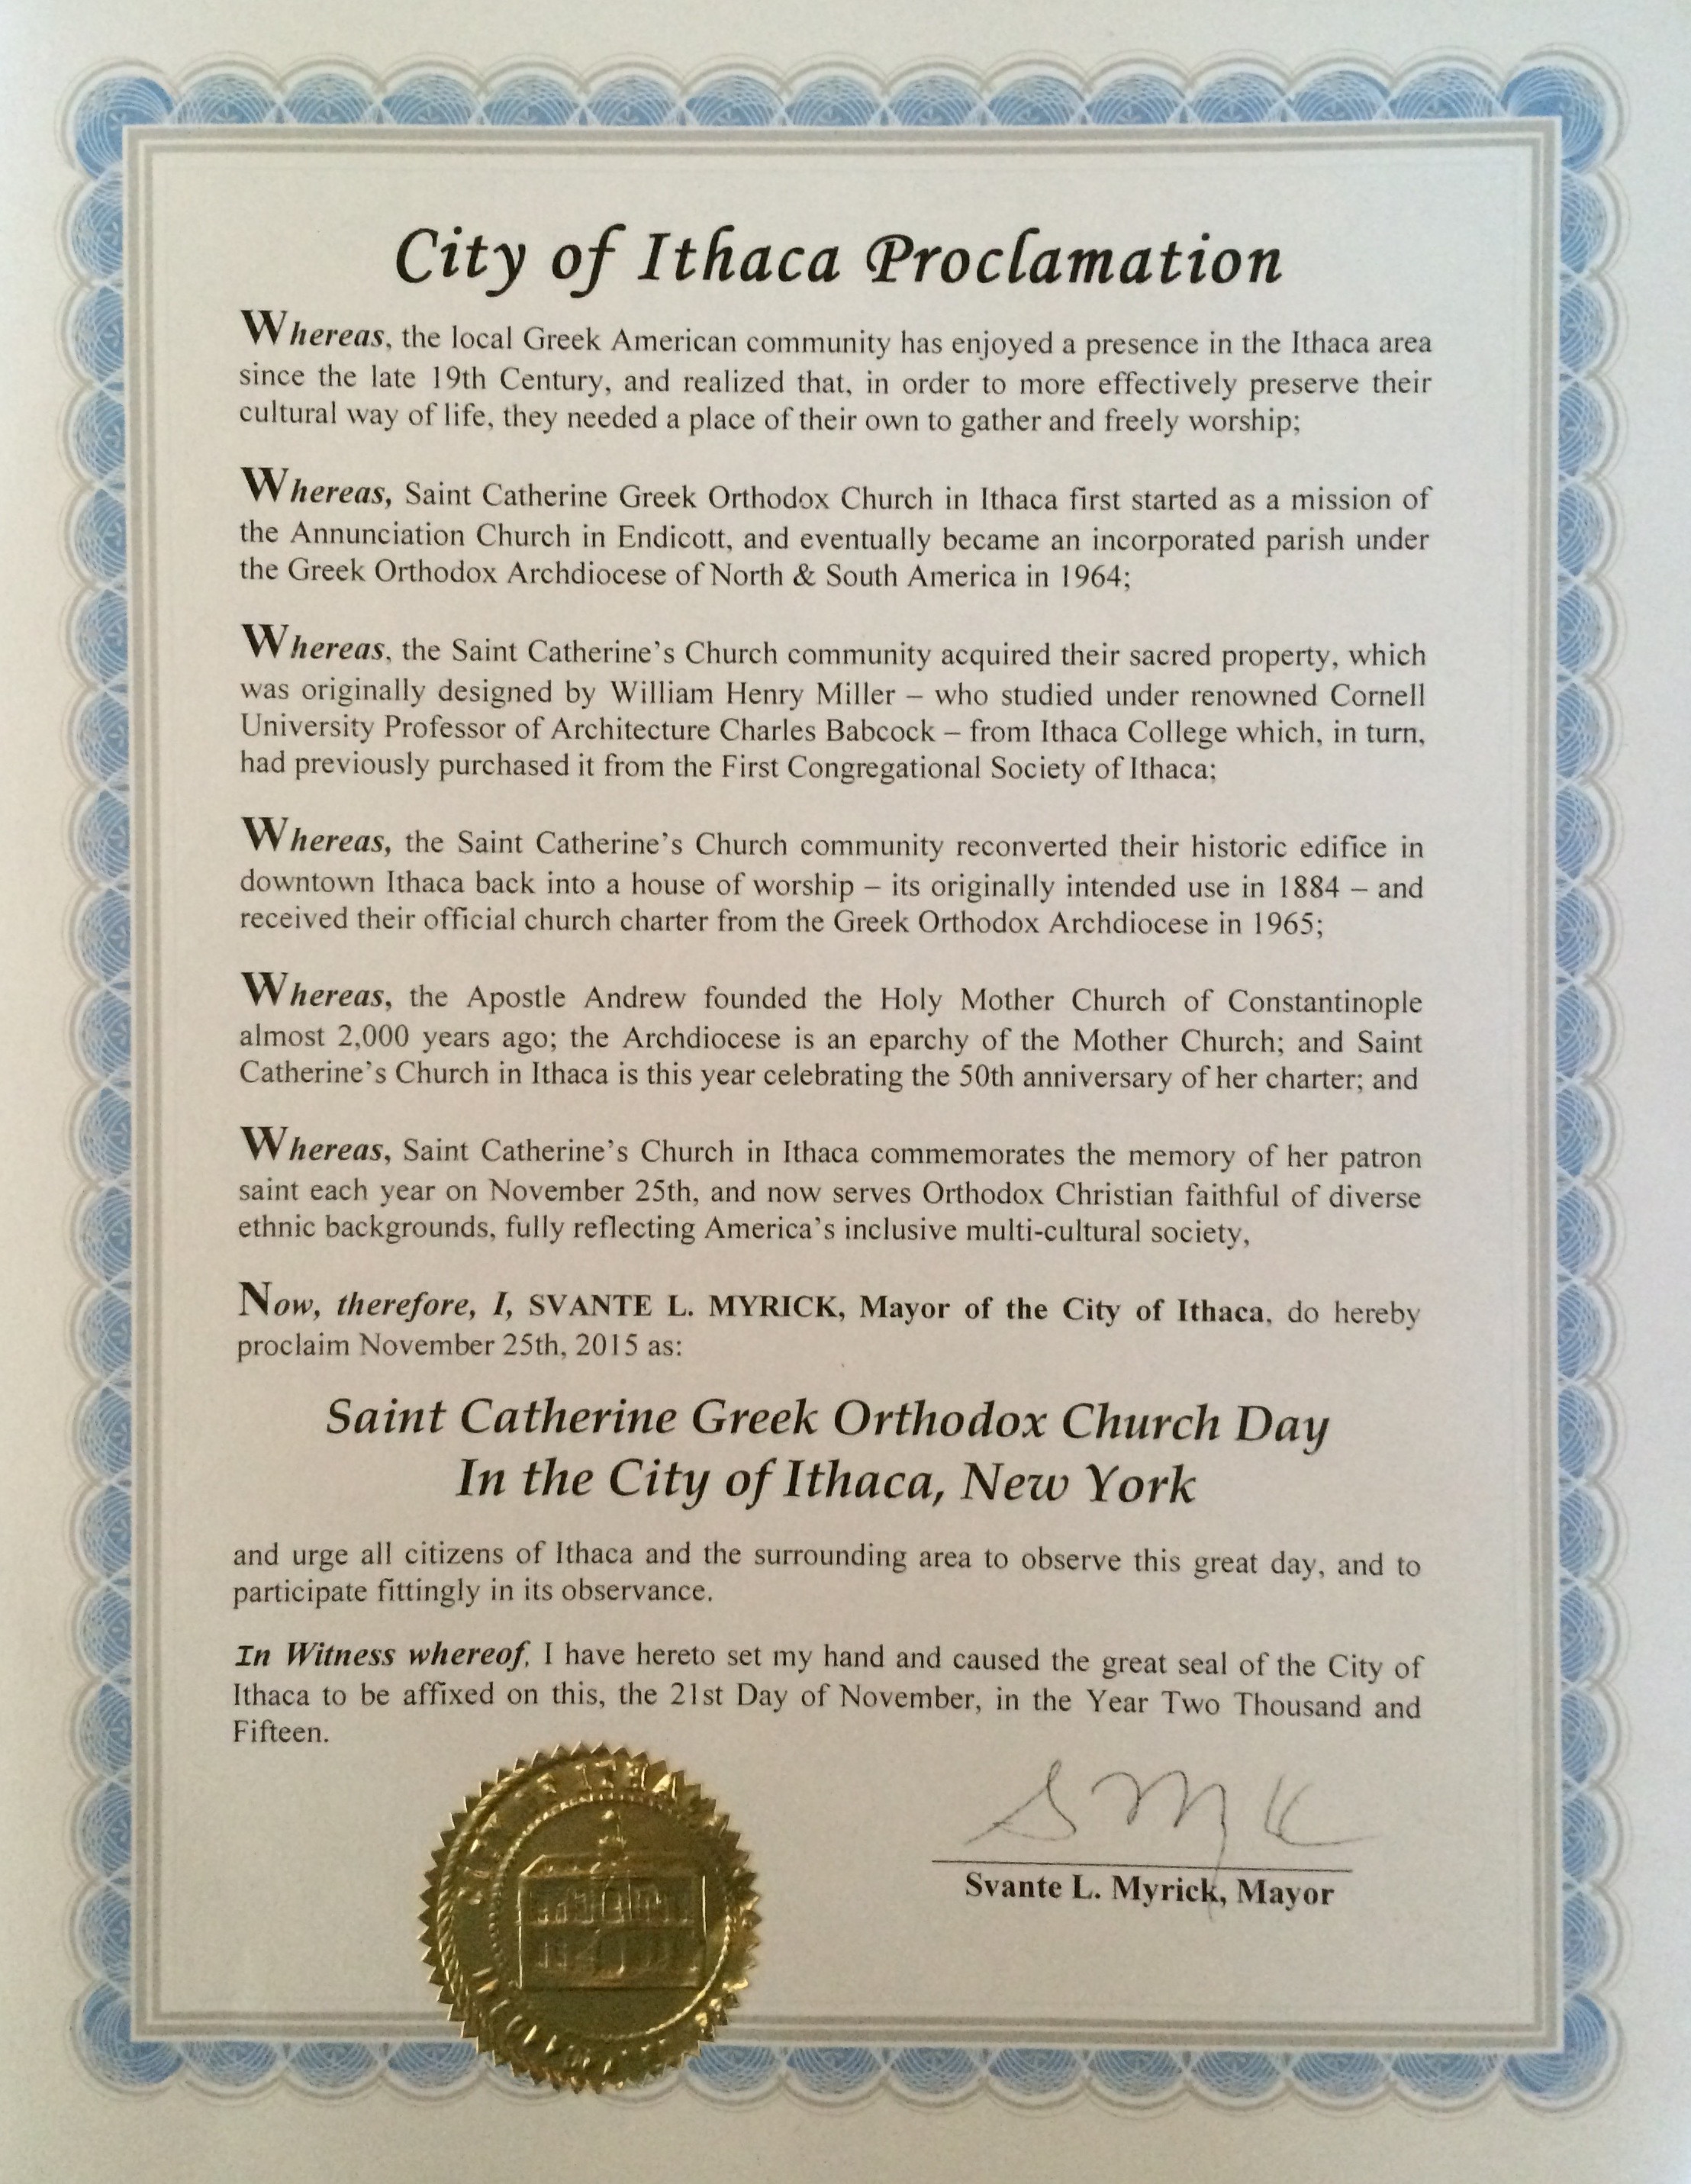 City of Ithaca Proclamation
Whereas, the local Greek American community has enjoyed a presence in the Ithaca area
since the late 19th Century, and realized that, in order to more effectively preserve their
cultural way of life, they needed a place of their own to gather and freely worship;
Whereas, Saint Catherine Greek Orthodox Church in Ithaca first started as a mission of
the Annunciation Church in Endicott, and eventually became an incorporated parish under
the Greek Orthodox Archdiocese of North & South America in 1964;
Whereas, the Saint Catherine's Church community acquired their sacred property, which
was originally designed by William Henry Miller – who studied under renowned Cornell
University Professor of Architecture Charles Babcock – from Ithaca College which, in turn,
had previously purchased it from the First Congregational Society of Ithaca;
Whereas, the Saint Catherine's Church community reconverted their historic edifice in
downtown Ithaca back into a house of worship – its originally intended use in 1884 – and
received their official church charter from the Greek Orthodox Archdiocese in 1965;
Whereas, the Apostle Andrew founded the Holy Mother Church of Constantinople
almost 2,000 years ago; the Archdiocese is an eparchy of the Mother Church; and Saint
Catherine's Church in Ithaca is this year celebrating the 50th anniversary of her charter; and
Whereas, Saint Catherine's Church in Ithaca commemorates the memory of her patron
saint each year on November 25th, and now serves Orthodox Christian faithful of diverse
ethnic backgrounds, fully reflecting America's inclusive multi-cultural society,
Now, therefore, I, SVANTE L. MYRICK, Mayor of the City of Ithaca, do hereby
proclaim November 25th, 2015 as:
Saint Catherine Greek Orthodox Church Day
In the City of Ithaca, New York
and urge all citizens of Ithaca and the surrounding area to observe this great day, and to
participate fittingly in its observance.
In Witness whereof, I have hereto set my hand and caused the great seal of the City of
Ithaca to be affixed on this, the 21st Day of November, in the Year Two Thousand and
Fifteen.
Svante L. Myrick, Mayor